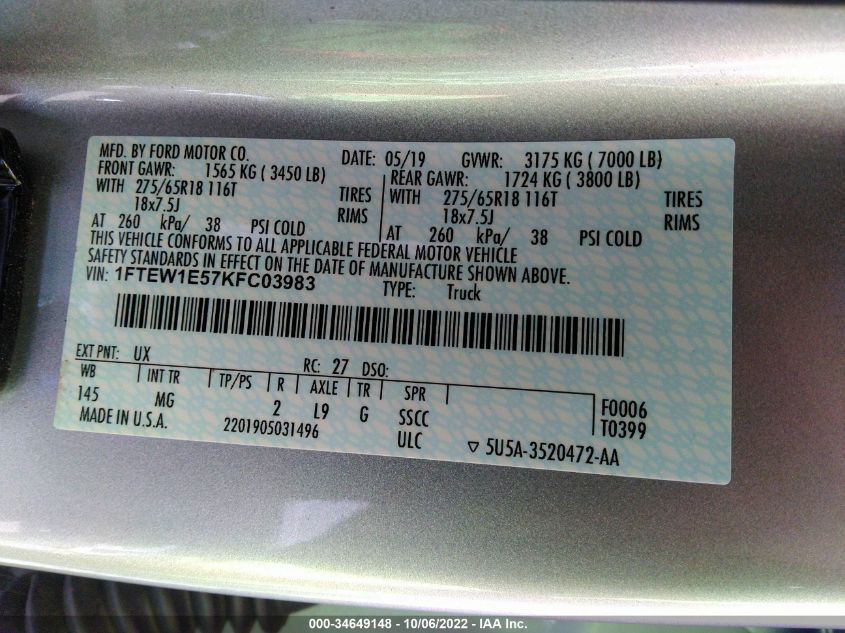 MFD. BY FORD MOTOR CO.
DATE: 05/19 GVWR: 3175 KG ( 7000 LB)
FRONT GAWR: 1565 KG ( 3450 LB) REAR GAWR: 1724 KG ( 3800 LB)
WITH 275/65R18 116T TIRES WITH 275/65R18 116T TIRES
18x7.5J RIMS 18x7.5J RIMS
AT 260 kPa/ 38 PSI COLD AT 260 kPa/ 38 PSI COLD
THIS VEHICLE CONFORMS TO ALL APPLICABLE FEDERAL MOTOR VEHICLE
SAFETY STANDARDS IN EFFECT ON THE DATE OF MANUFACTURE SHOWN ABOVE.
VIN: 1FTEW1E57KFC03983 TYPE: Truck
EXT PNT: UX RC: 27 DSO:
WB INT TR TP/PS R AXLE TR SPR
145 MG 2 L9 G SSCC F0006
MADE IN U.S.A. 2201905031496 ULC T0399
▽ 5U5A-3520472-AA
000-34649148 - 10/06/2022 - IAA Inc.